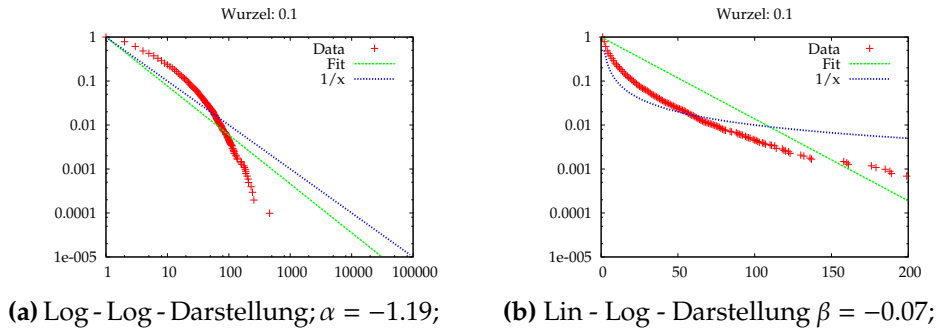 Wurzel: 0.1
1
0.1
0.01
0.001
0.0001
1e-005
1 10 100 1000 10000 100000
Data
Fit
1/x
(a) Log - Log - Darstellung; α = −1.19;
Wurzel: 0.1
1
0.1
0.01
0.001
0.0001
1e-005
0 50 100 150 200
Data
Fit
1/x
(b) Lin - Log - Darstellung β = −0.07;